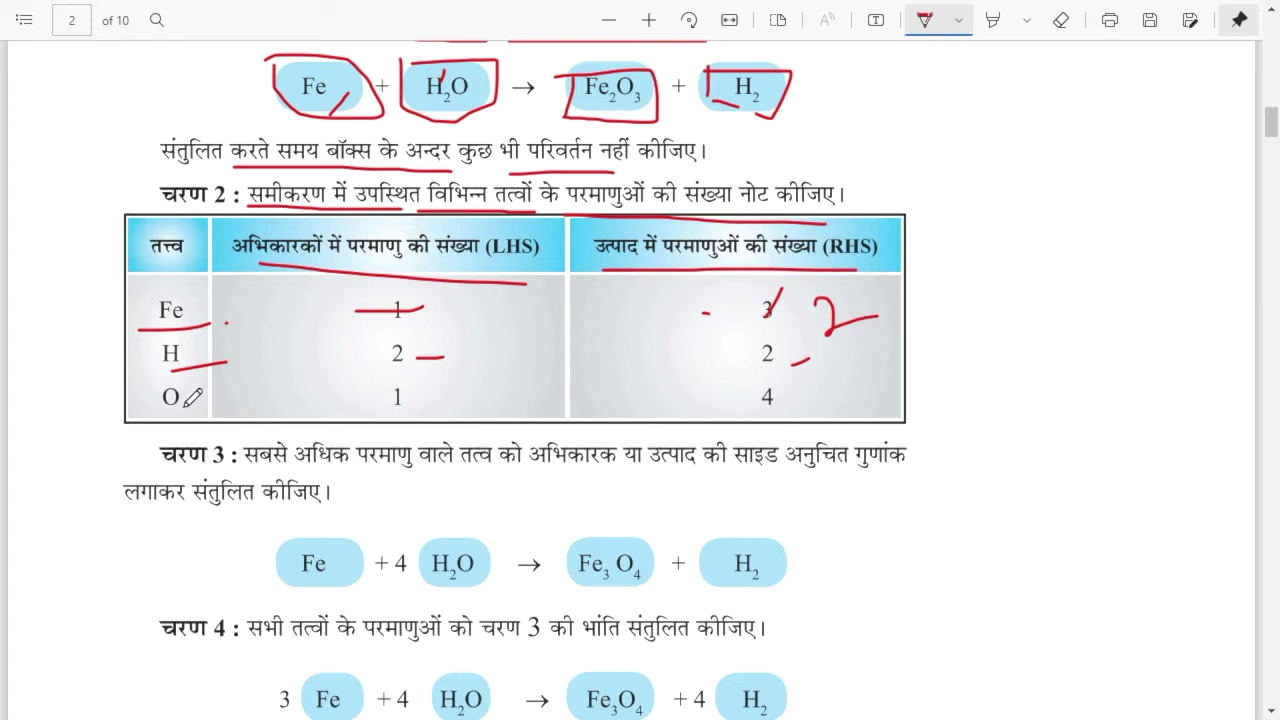 2 of 10
Fe + H₂O → Fe₂O₃ + H₂
संतुलित करते समय बॉक्स के अन्दर कुछ भी परिवर्तन नहीं कीजिए।
चरण 2 : समीकरण में उपस्थित विभिन्न तत्वों के परमाणुओं की संख्या नोट कीजिए।
तत्त्व अभिकारकों में परमाणु की संख्या (LHS) उत्पाद में परमाणुओं की संख्या (RHS)
Fe 1 3 2
H 2 2
O 1 4
चरण 3 : सबसे अधिक परमाणु वाले तत्व को अभिकारक या उत्पाद की साइड अनुचित गुणांक
लगाकर संतुलित कीजिए।
Fe + 4 H₂O → Fe₃ O₄ + H₂
चरण 4 : सभी तत्वों के परमाणुओं को चरण 3 की भांति संतुलित कीजिए।
3 Fe + 4 H₂O → Fe₃O₄ + 4 H₂